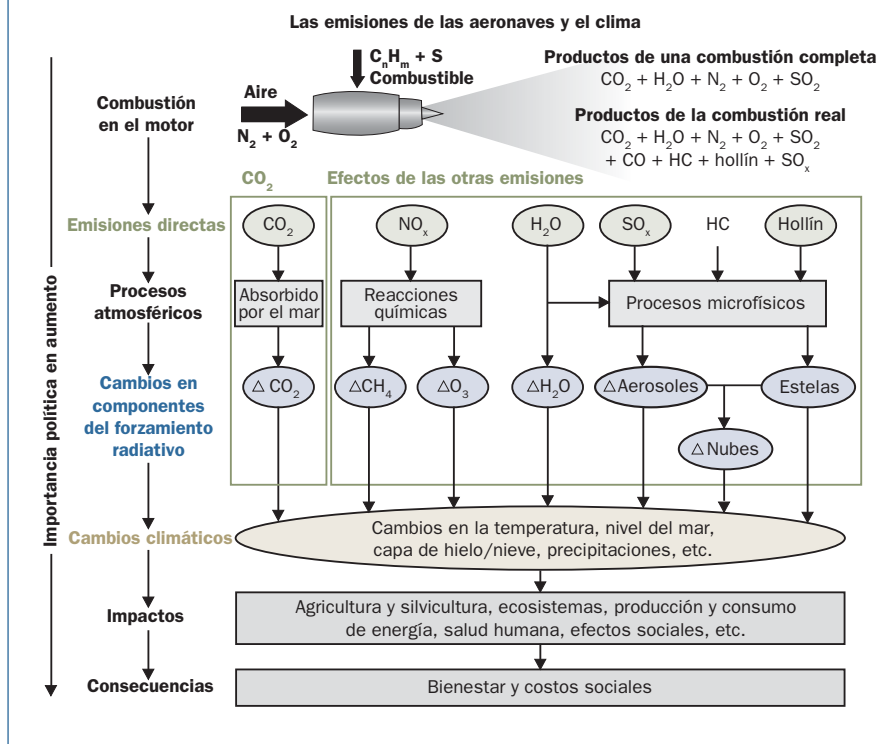 Las emisiones de las aeronaves y el clima
CₙHₘ + S
Combustible
Aire
N₂ + O₂
Productos de una combustión completa
CO₂ + H₂O + N₂ + O₂ + SO₂
Productos de la combustión real
CO₂ + H₂O + N₂ + O₂ + SO₂
+ CO + HC + hollín + SOₓ
Importancia política en aumento
Combustión
en el motor
CO₂
Efectos de las otras emisiones
Emisiones directas
CO₂
NOₓ
H₂O
SOₓ
HC
Hollín
Procesos
atmosféricos
Absorbido
por el mar
Reacciones
químicas
Procesos microfísicos
Cambios en
componentes
del forzamiento
radiativo
△ CO₂
△CH₄
△O₃
△H₂O
△Aerosoles
Estelas
△Nubes
Cambios climáticos
Cambios en la temperatura, nivel del mar,
capa de hielo/nieve, precipitaciones, etc.
Impactos
Agricultura y silvicultura, ecosistemas, producción y consumo
de energía, salud humana, efectos sociales, etc.
Consecuencias
Bienestar y costos sociales